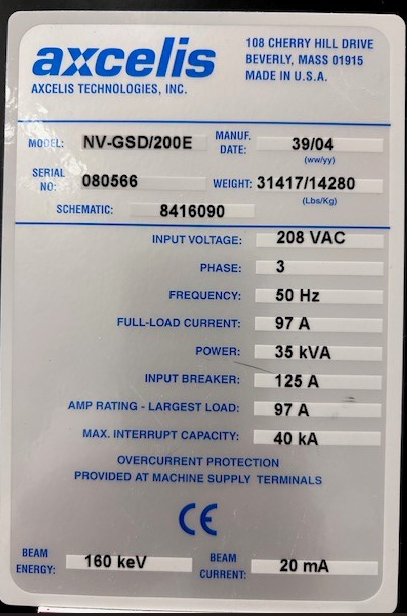 axcelis
AXCELIS TECHNOLOGIES, INC.
108 CHERRY HILL DRIVE
BEVERLY, MASS 01915
MADE IN U.S.A.
MODEL: NV-GSD/200E
MANUF. DATE: 39/04
(ww/yy)
SERIAL NO: 080566
WEIGHT: 31417/14280
(Lbs/Kg)
SCHEMATIC: 8416090
INPUT VOLTAGE: 208 VAC
PHASE: 3
FREQUENCY: 50 Hz
FULL-LOAD CURRENT: 97 A
POWER: 35 kVA
INPUT BREAKER: 125 A
AMP RATING - LARGEST LOAD: 97 A
MAX. INTERRUPT CAPACITY: 40 kA
OVERCURRENT PROTECTION
PROVIDED AT MACHINE SUPPLY TERMINALS
CE
BEAM ENERGY: 160 keV
BEAM CURRENT: 20 mA